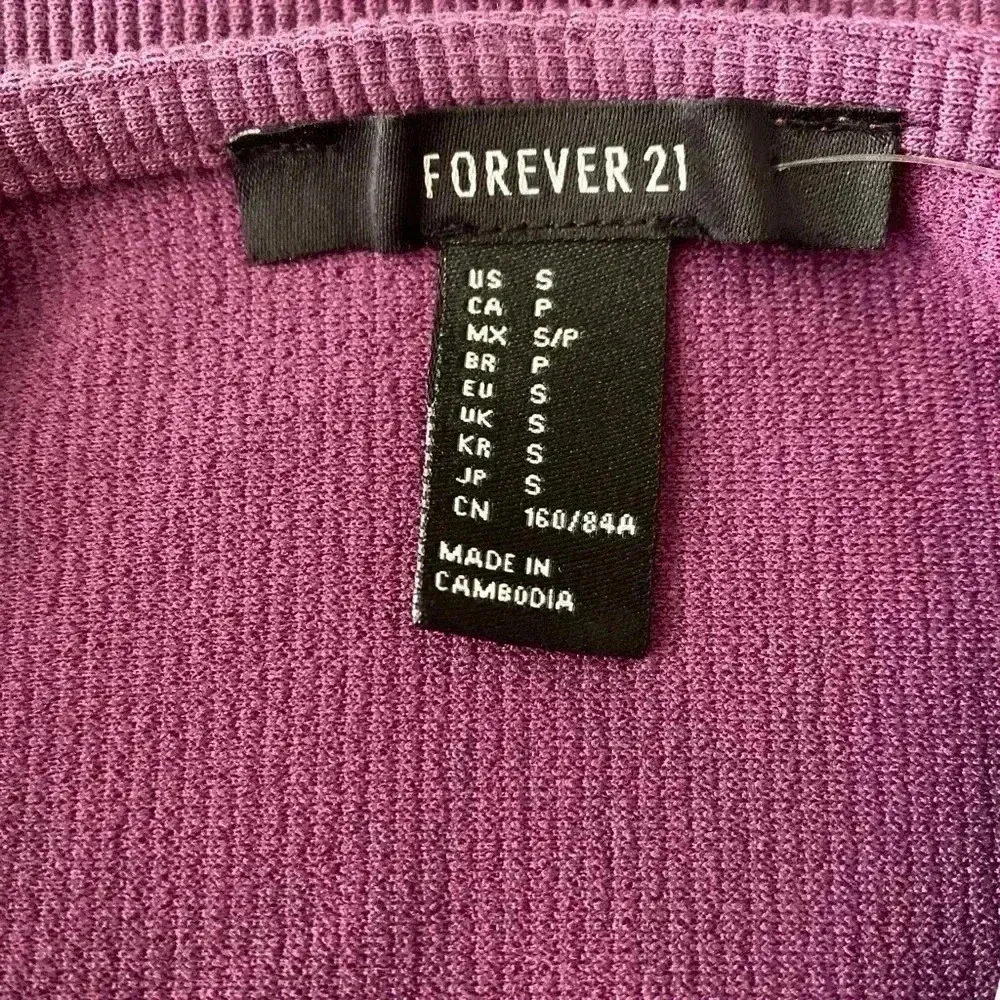 FOREVER 21
US S
CA P
MX S/P
BR P
EU S
UK S
KR S
JP S
CN 160/84A
MADE IN
CAMBODIA